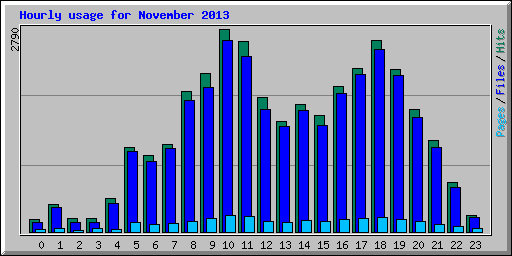 Hourly usage for November 2013
2790
Pages/Files/Hits
0 1 2 3 4 5 6 7 8 9 10 11 12 13 14 15 16 17 18 19 20 21 22 23